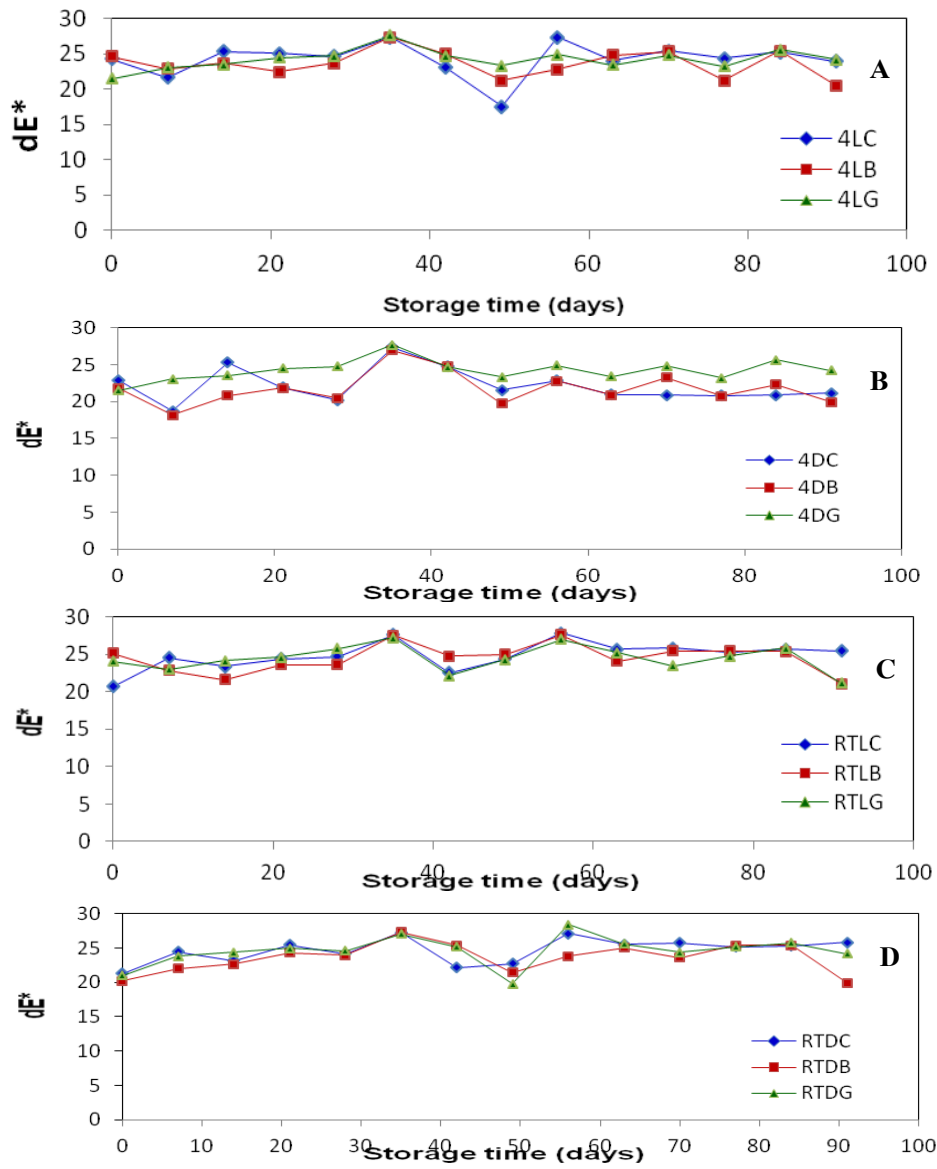 30
25
20
15
10
5
0
dE*
A
4LC
4LB
4LG
0 20 40 60 80 100
Storage time (days)
30
25
20
15
10
5
0
dE*
B
4DC
4DB
4DG
0 20 40 60 80 100
Storage time (days)
30
25
20
15
10
5
0
dE*
C
RTLC
RTLB
RTLG
0 20 40 60 80 100
Storage time (days)
30
25
20
15
10
5
0
dE*
D
RTDC
RTDB
RTDG
0 10 20 30 40 50 60 70 80 90 100
Storage time (days)